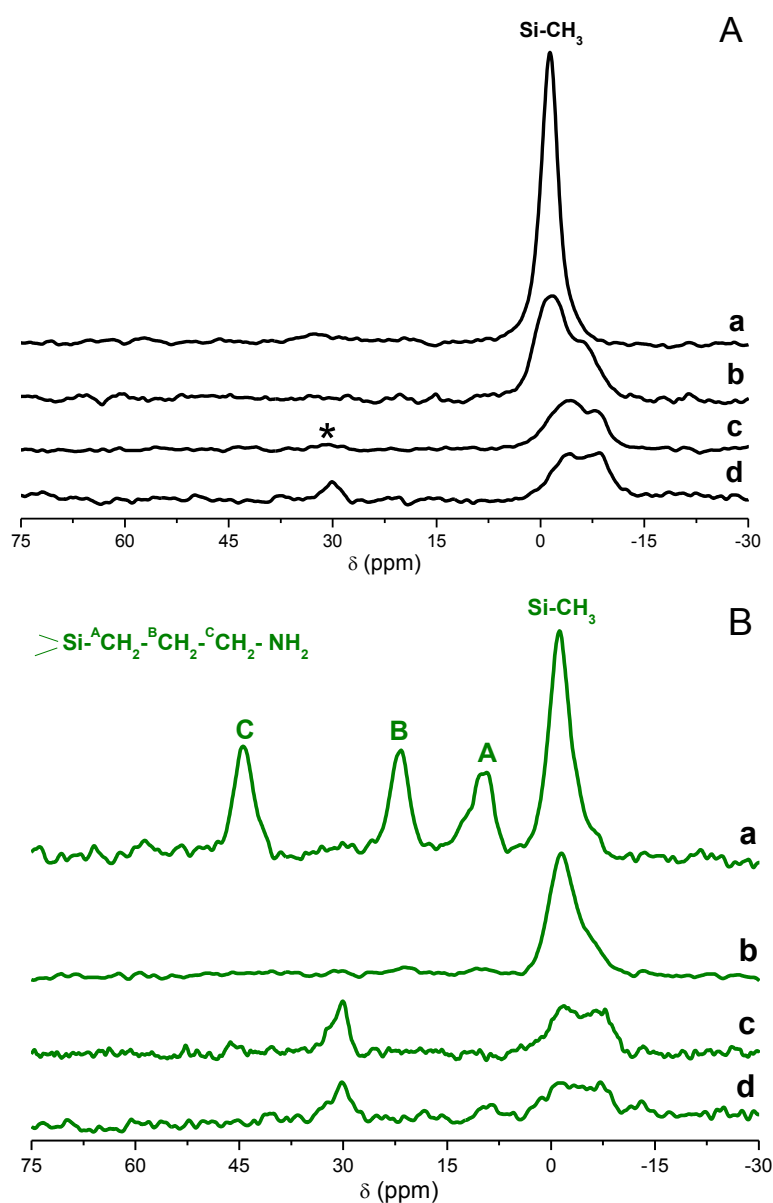 A
Si-CH₃
a
b
*
c
d
75 60 45 30 15 0 -15 -30
δ (ppm)
B
Si-CH₃
>Si-ᴬCH₂-ᴮCH₂-ᶜCH₂- NH₂
C
B
A
a
b
c
d
75 60 45 30 15 0 -15 -30
δ (ppm)